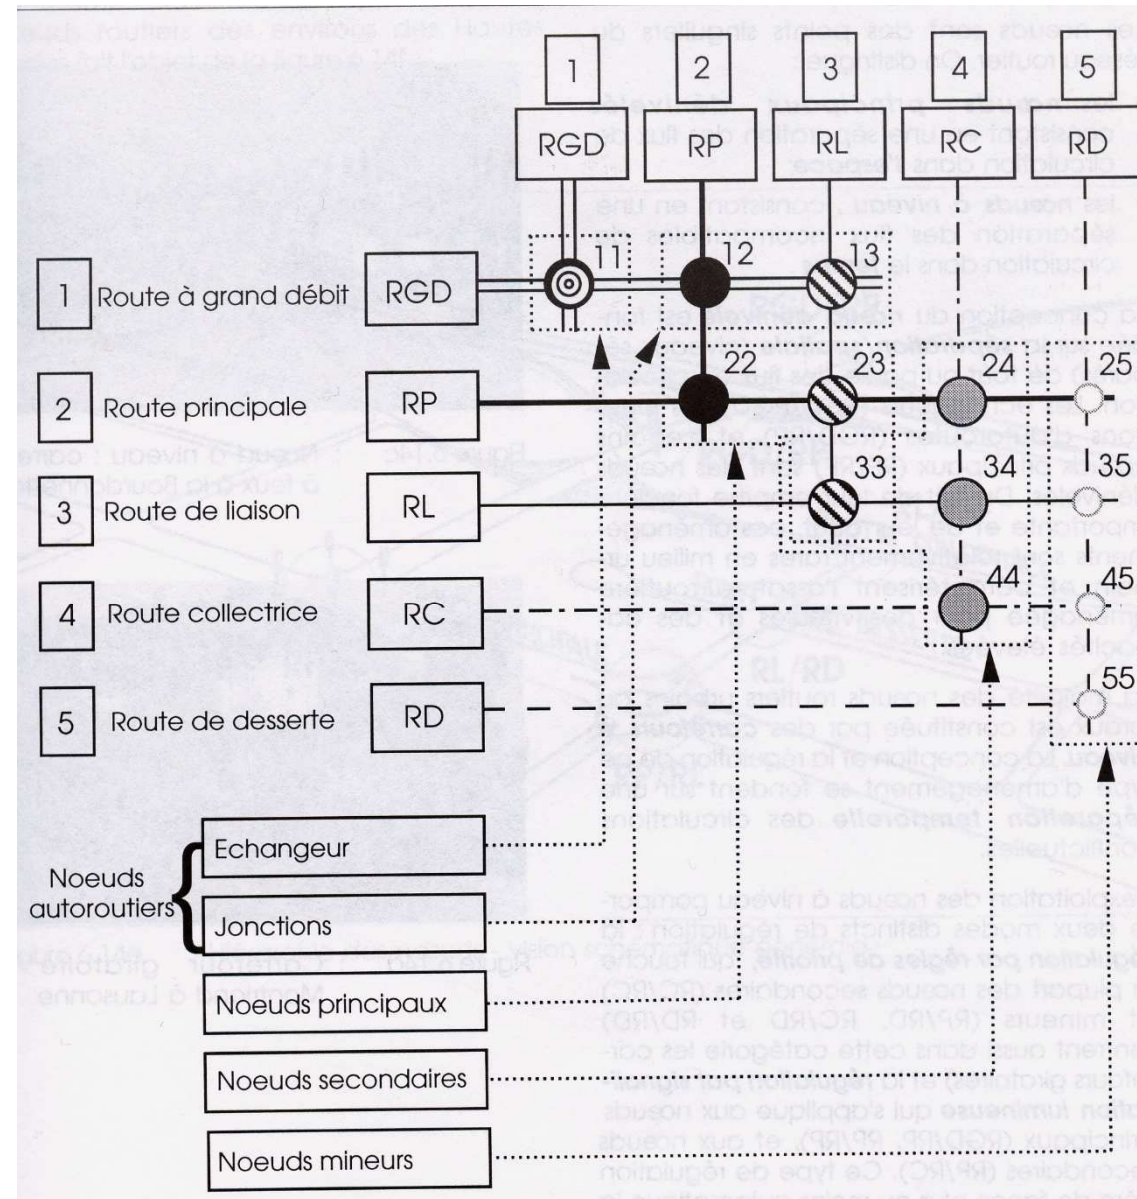 1 2 3 4 5
RGD RP RL RC RD
11 12 13
1 Route à grand débit RGD
22 23 24 25
2 Route principale RP
33 34 35
3 Route de liaison RL
44 45
4 Route collectrice RC
55
5 Route de desserte RD
Echangeur
Noeuds
autoroutiers
Jonctions
Noeuds principaux
Noeuds secondaires
Noeuds mineurs